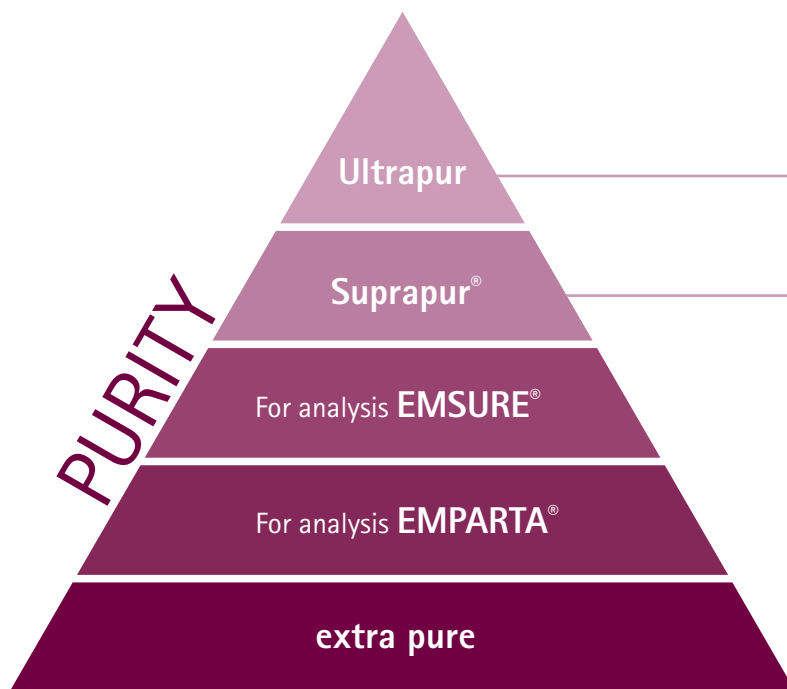 Ultrapur
Suprapur®
PURITY
For analysis EMSURE®
For analysis EMPARTA®
extra pure